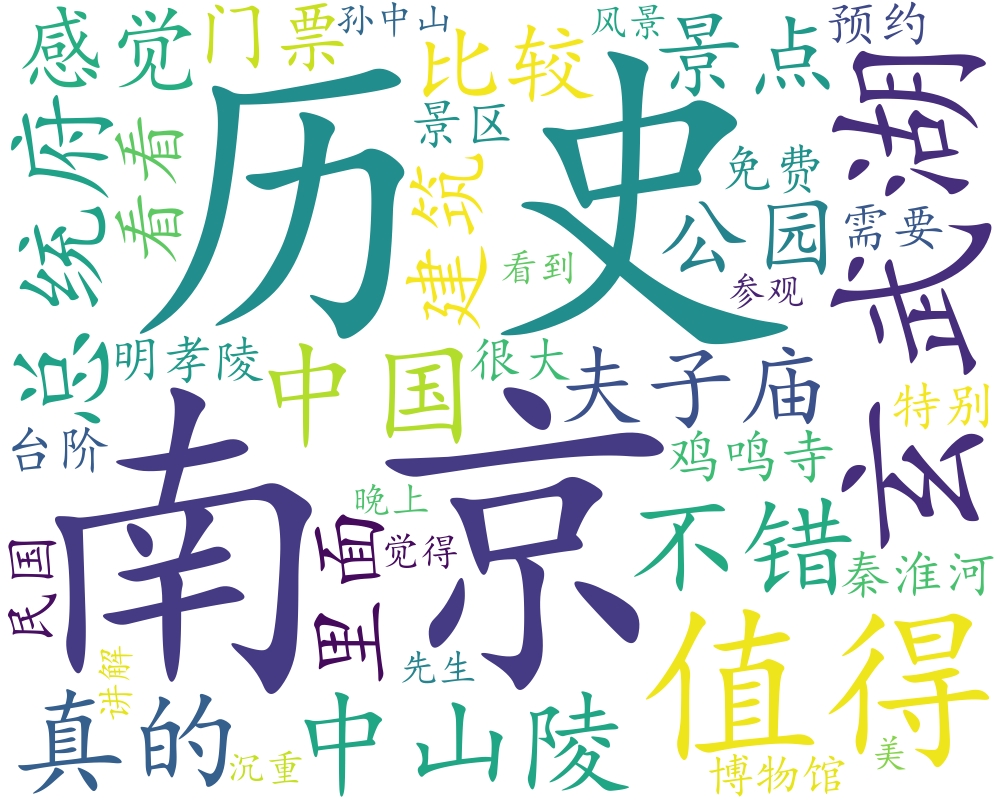 感觉
门票
孙中山
比较
风景
景点
预约
历史
景区
总统府
看看
建筑
免费
公园
需要
玄武湖
看到
参观
明孝陵
中国
很大
夫子庙
特别
台阶
南京
鸡鸣寺
晚上
里面
觉得
不错
民国
秦淮河
值得
讲解
先生
真的
中山陵
沉重
博物馆
美